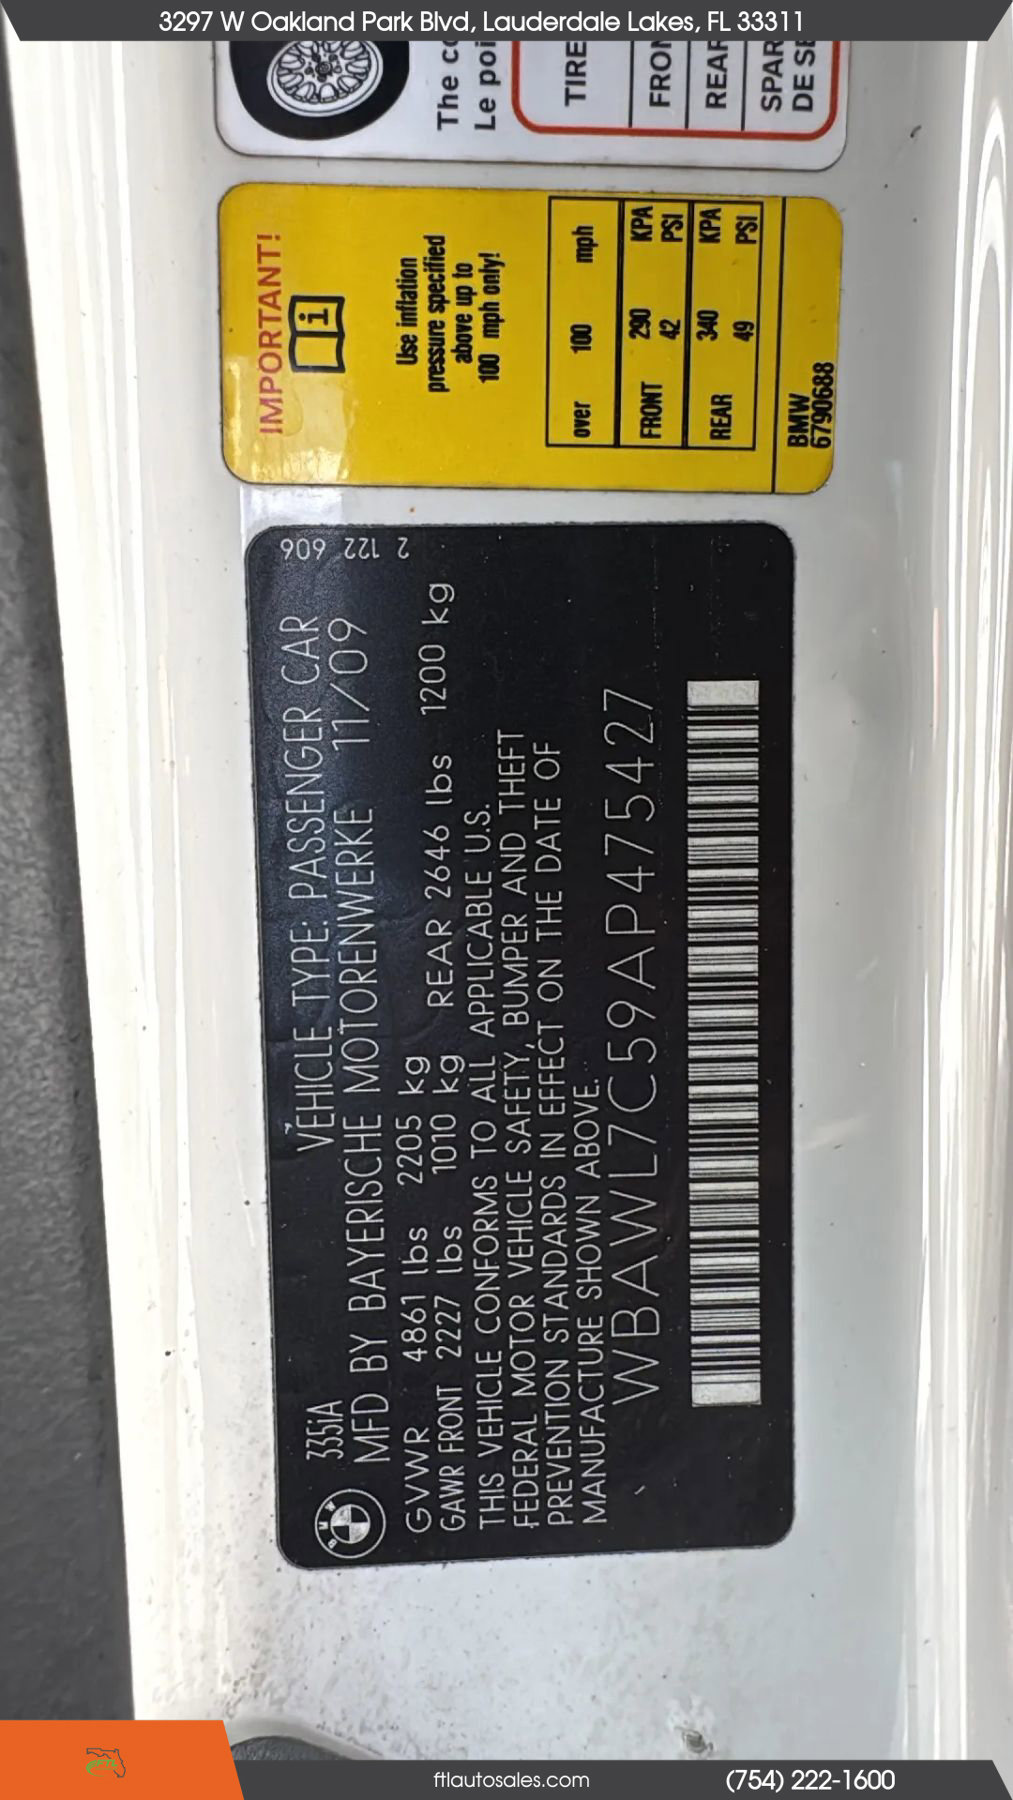 3297 W Oakland Park Blvd, Lauderdale Lakes, FL 33311
The
Le
TIRE
FRON
REAR
SPAR
DE SE
IMPORTANT!
i
Use inflation
pressure specified
above up to
100 mph only!
over 100 mph
FRONT 290 KPA
42 PSI
REAR 340 KPA
49 PSI
BMW
6790688
BMW
335iA VEHICLE TYPE: PASSENGER CAR
MFD BY BAYERISCHE MOTORENWERKE 11/09
GVWR 4861 lbs 2205 kg
GAWR FRONT 2227 lbs 1010 kg REAR 2646 lbs 1200 kg
THIS VEHICLE CONFORMS TO ALL APPLICABLE U.S.
FEDERAL MOTOR VEHICLE SAFETY, BUMPER AND THEFT
PREVENTION STANDARDS IN EFFECT ON THE DATE OF
MANUFACTURE SHOWN ABOVE.
WBAWL7C59AP475427
2 122 606
ftlautosales.com
(754) 222-1600